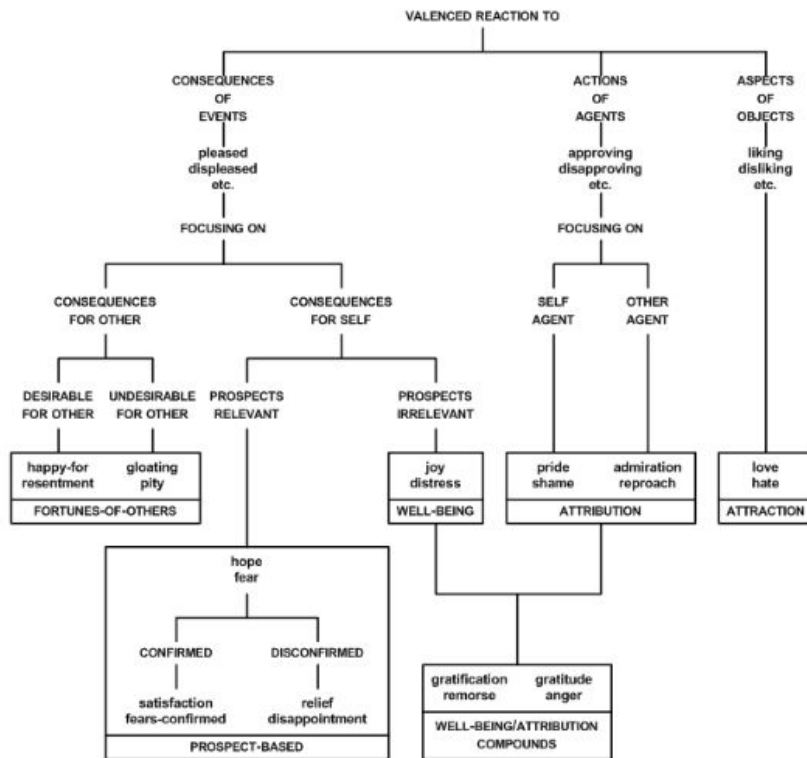 VALENCED REACTION TO
CONSEQUENCES
OF
EVENTS
ACTIONS
OF
AGENTS
ASPECTS
OF
OBJECTS
pleased
displeased
etc.
approving
disapproving
etc.
liking
disliking
etc.
FOCUSING ON
FOCUSING ON
CONSEQUENCES
FOR OTHER
CONSEQUENCES
FOR SELF
SELF
AGENT
OTHER
AGENT
DESIRABLE
FOR OTHER
UNDESIRABLE
FOR OTHER
PROSPECTS
RELEVANT
PROSPECTS
IRRELEVANT
happy-for
resentment
gloating
pity
FORTUNES-OF-OTHERS
joy
distress
WELL-BEING
pride
shame
admiration
reproach
ATTRIBUTION
love
hate
ATTRACTION
hope
fear
CONFIRMED
DISCONFIRMED
satisfaction
fears-confirmed
relief
disappointment
PROSPECT-BASED
gratification
remorse
gratitude
anger
WELL-BEING/ATTRIBUTION
COMPOUNDS